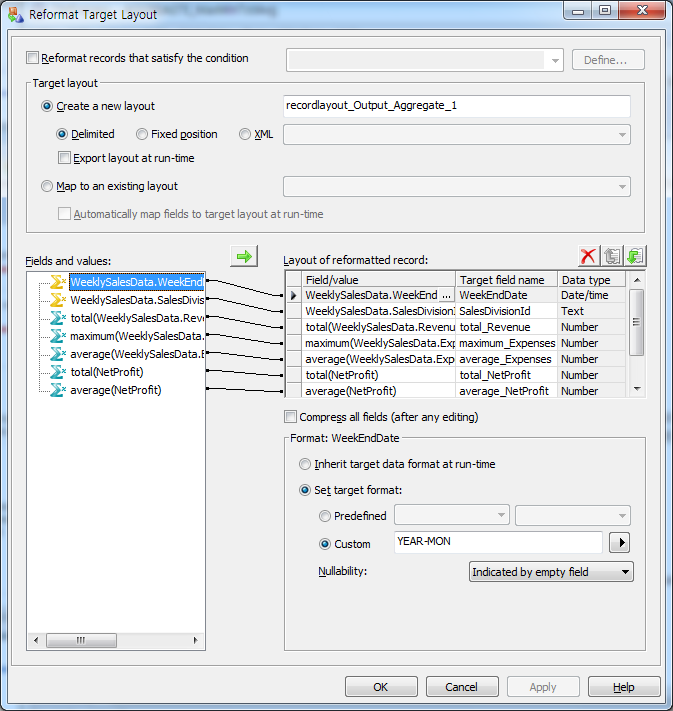 Reformat Target Layout
Reformat records that satisfy the condition
Define...
Target layout
Create a new layout
recordlayout_Output_Aggregate_1
Delimited
Fixed position
XML
Export layout at run-time
Map to an existing layout
Automatically map fields to target layout at run-time
Fields and values:
WeeklySalesData.WeekEnd
WeeklySalesData.SalesDivis
total(WeeklySalesData.Reve
maximum(WeeklySalesData.
average(WeeklySalesData.E
total(NetProfit)
average(NetProfit)
Layout of reformatted record:
Field/value Target field name Data type
WeeklySalesData.WeekEnd ... WeekEndDate Date/time
WeeklySalesData.SalesDivisionI SalesDivisionId Text
total(WeeklySalesData.Revenue total_Revenue Number
maximum(WeeklySalesData.Exp maximum_Expenses Number
average(WeeklySalesData.Exp average_Expenses Number
total(NetProfit) total_NetProfit Number
average(NetProfit) average_NetProfit Number
Compress all fields (after any editing)
Format: WeekEndDate
Inherit target data format at run-time
Set target format:
Predefined
Custom
YEAR-MON
Nullability:
Indicated by empty field
OK
Cancel
Apply
Help